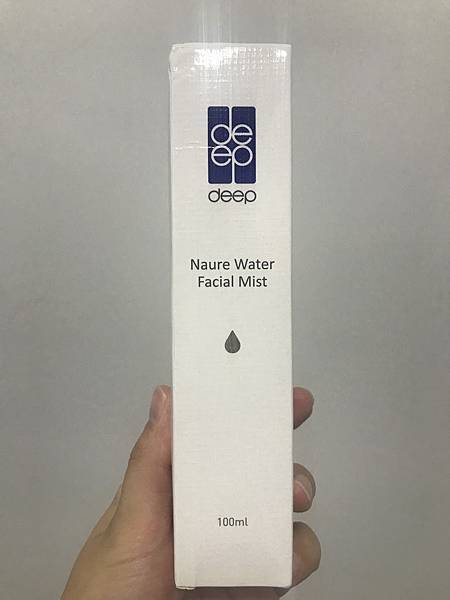 de
ep
deep
Naure Water
Facial Mist
100ml